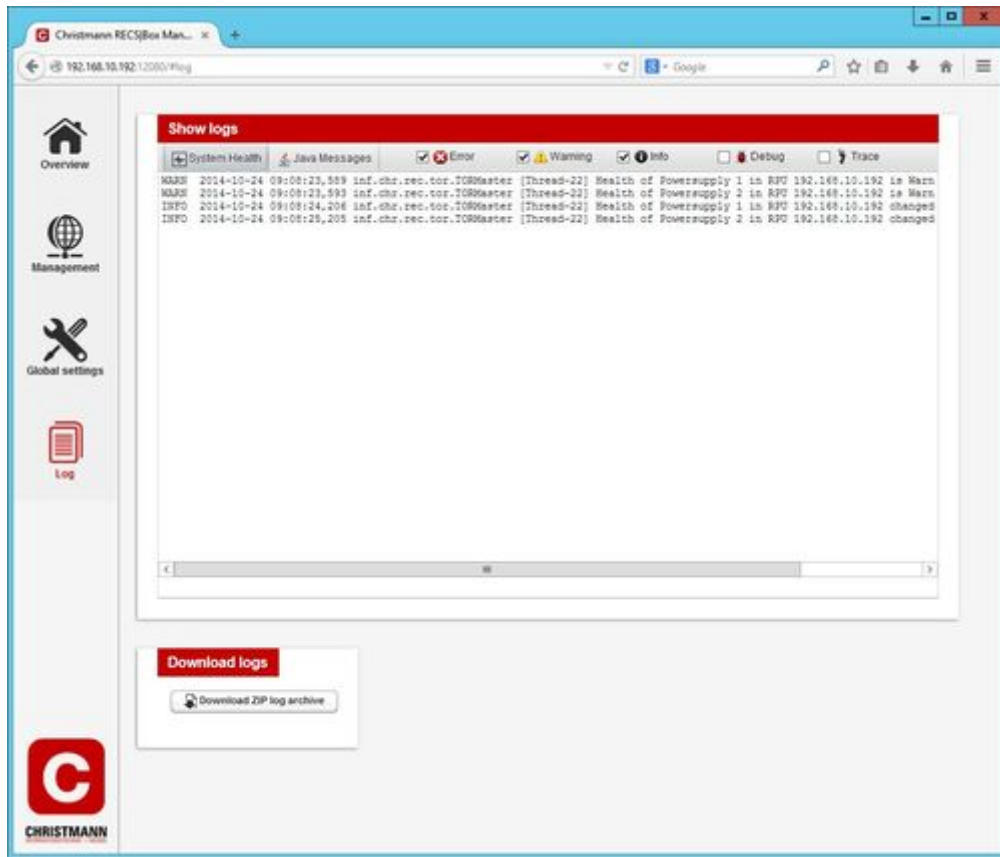 Christmann RECS|Box Man...
192.168.10.192:12080/#log
Google
Overview
Management
Global settings
Log
Show logs
System Health Java Messages Error Warning Info Debug Trace
WARN 2014-10-24 09:08:23,589 inf.chr.rec.tor.TORMaster [Thread-22] Health of Powersupply 1 in RPU 192.168.10.192 is Warn
WARN 2014-10-24 09:08:23,593 inf.chr.rec.tor.TORMaster [Thread-22] Health of Powersupply 2 in RPU 192.168.10.192 is Warn
INFO 2014-10-24 09:08:24,206 inf.chr.rec.tor.TORMaster [Thread-22] Health of Powersupply 1 in RPU 192.168.10.192 changed
INFO 2014-10-24 09:08:25,205 inf.chr.rec.tor.TORMaster [Thread-22] Health of Powersupply 2 in RPU 192.168.10.192 changed
Download logs
Download ZIP log archive
C
CHRISTMANN